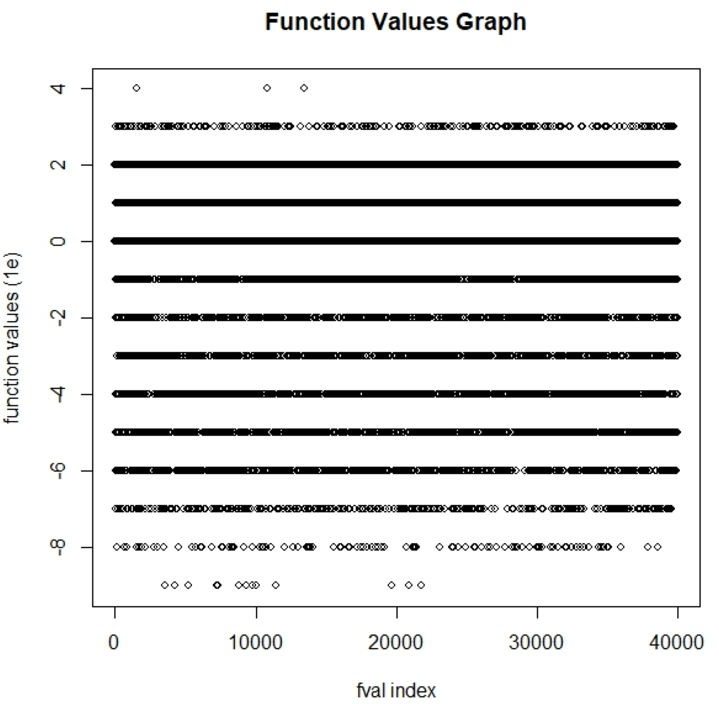 Function Values Graph
4
2
0
-2
-4
-6
-8
function values (1e)
0 10000 20000 30000 40000
fval index